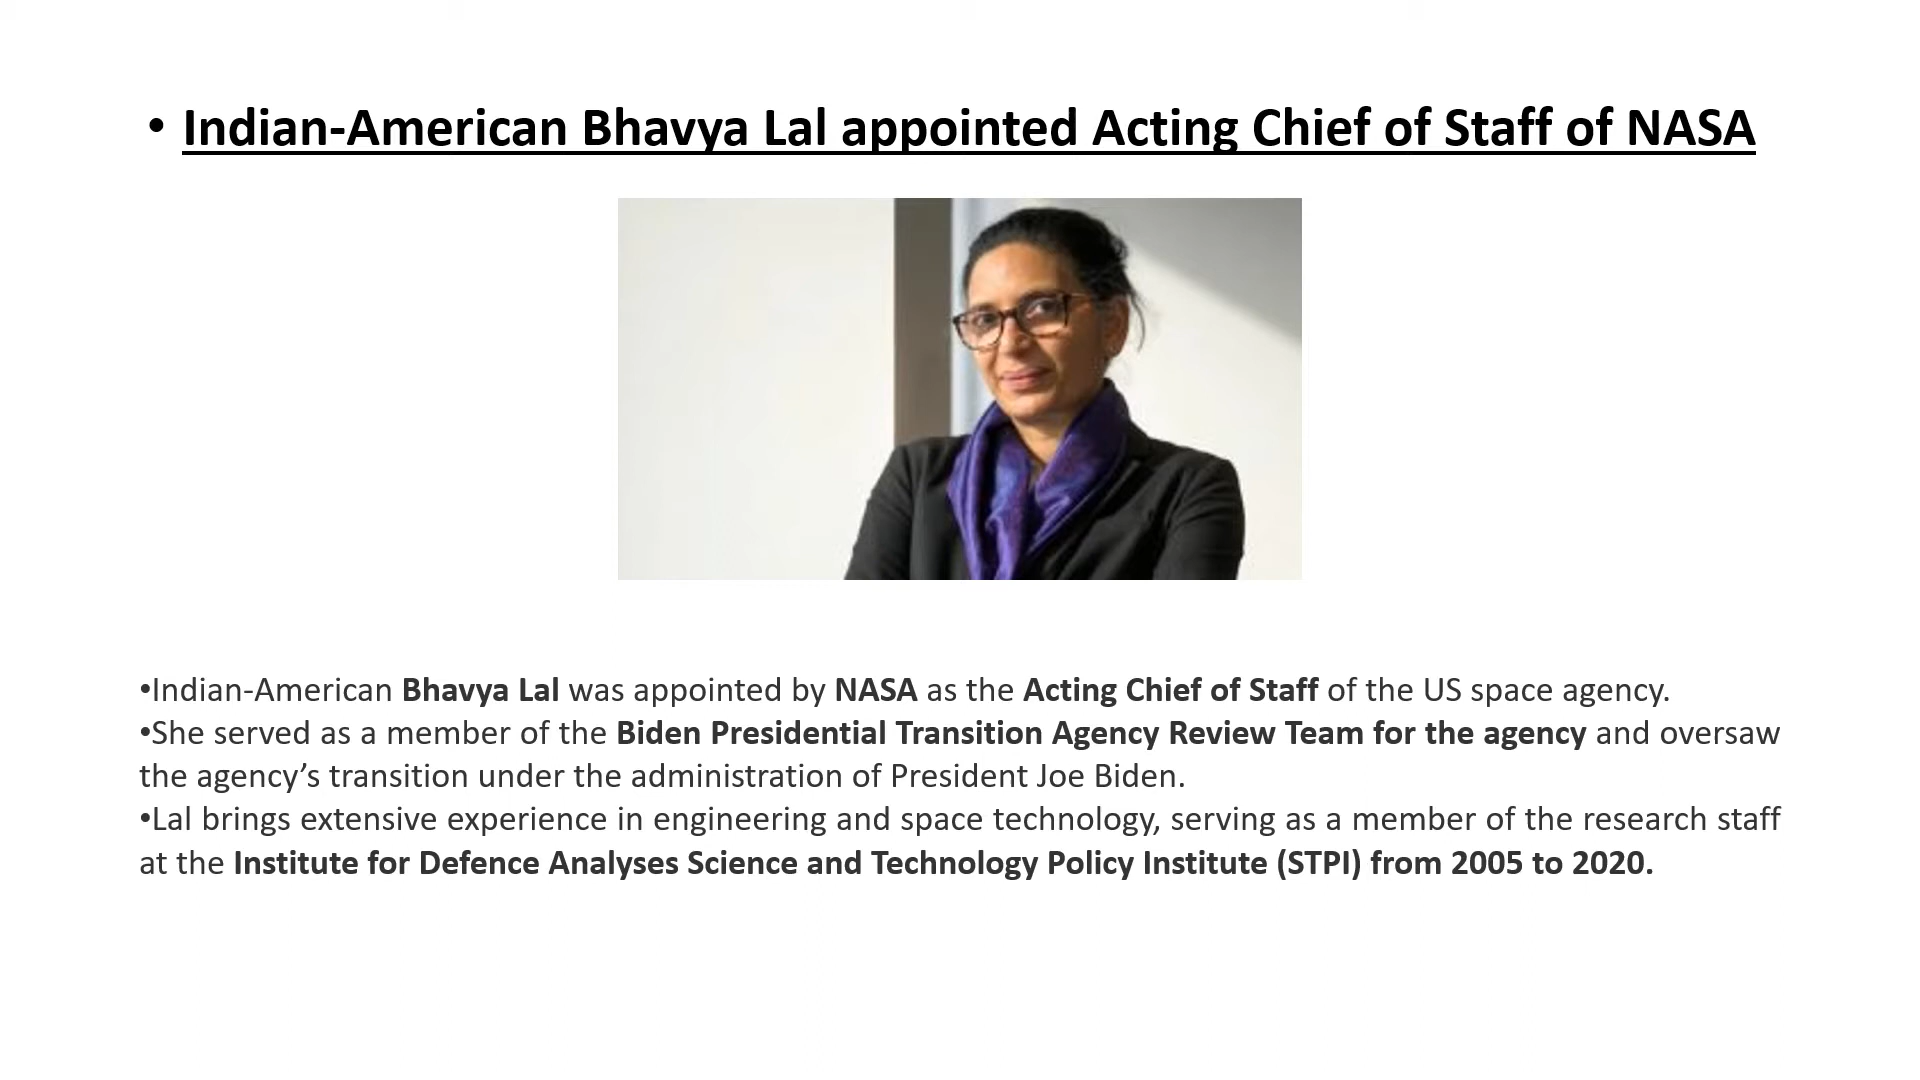 • Indian-American Bhavya Lal appointed Acting Chief of Staff of NASA
•Indian-American Bhavya Lal was appointed by NASA as the Acting Chief of Staff of the US space agency.
•She served as a member of the Biden Presidential Transition Agency Review Team for the agency and oversaw
the agency’s transition under the administration of President Joe Biden.
•Lal brings extensive experience in engineering and space technology, serving as a member of the research staff
at the Institute for Defence Analyses Science and Technology Policy Institute (STPI) from 2005 to 2020.